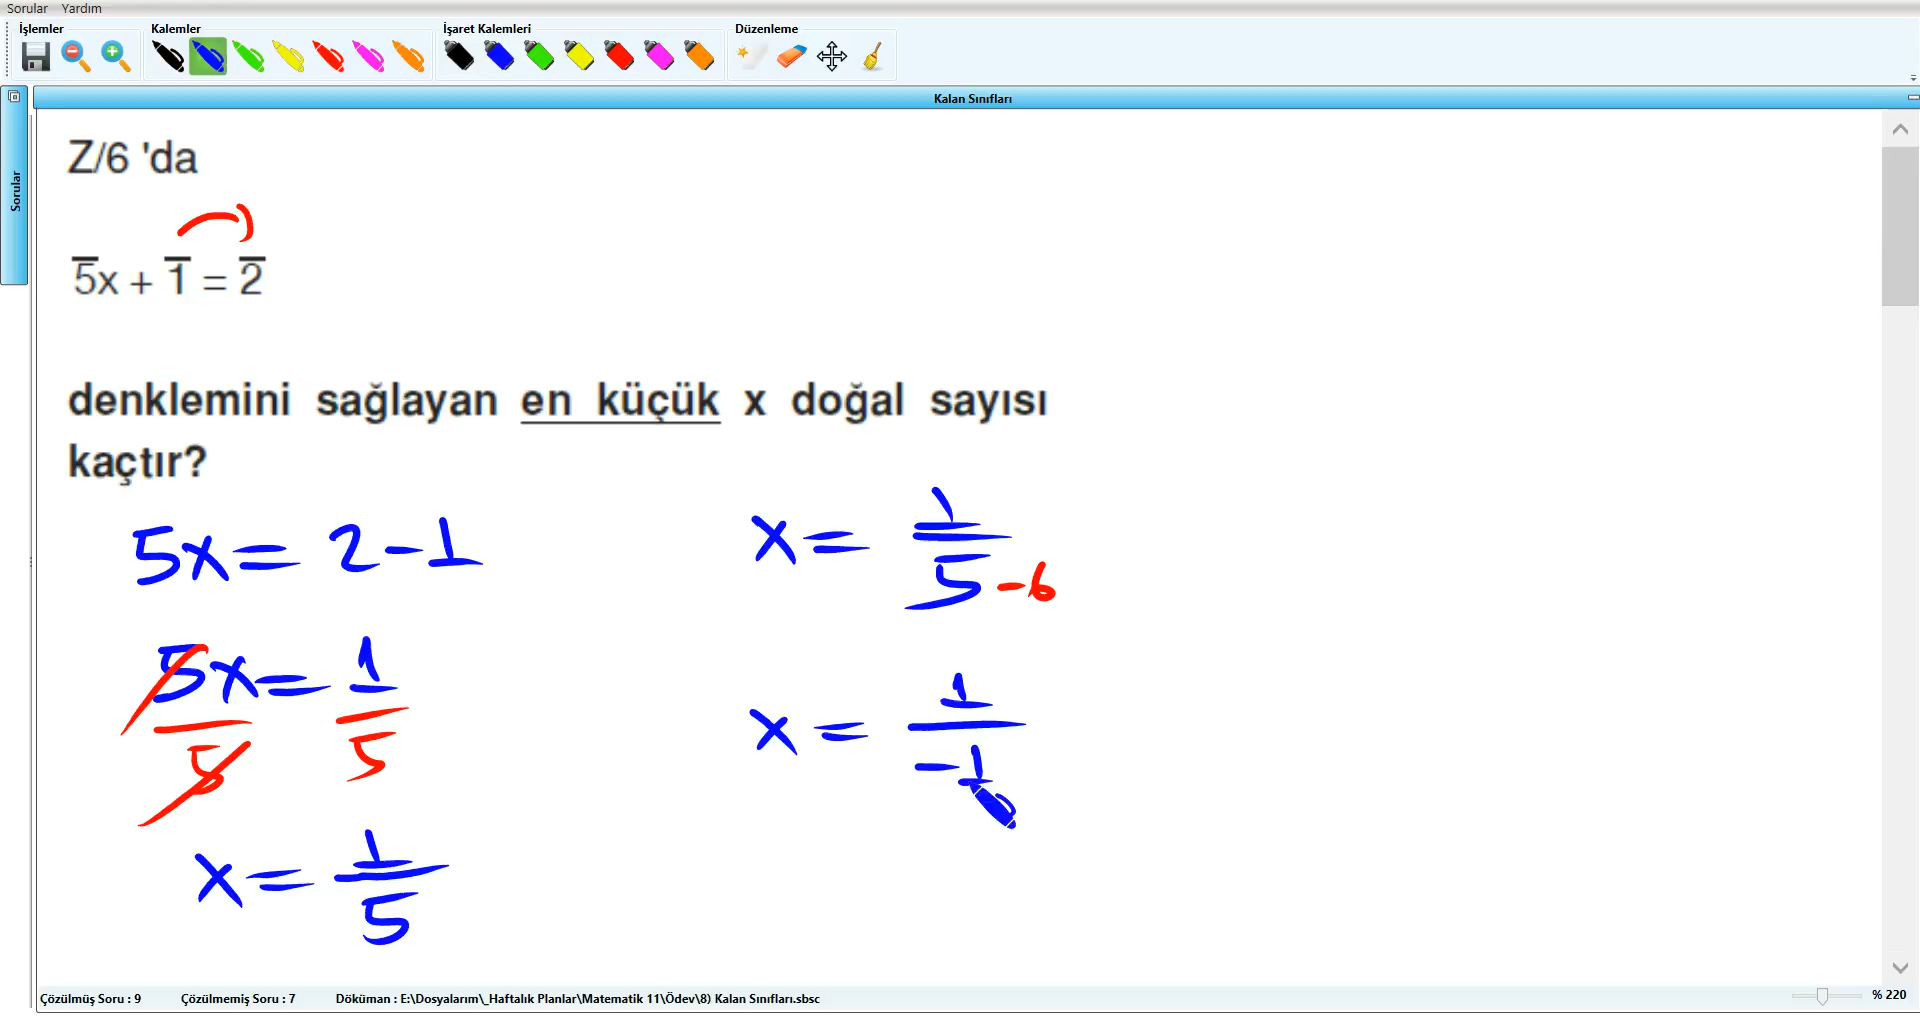 Sorular Yardım
İşlemler Kalemler İşaret Kalemleri Düzenleme
Kalan Sınıfları
Sorular
Z/6 'da
5̅x + 1̅ = 2̅
denklemini sağlayan en küçük x doğal sayısı
kaçtır?
5x = 2 - 1
5x/5 = 1/5
x = 1/5
x = 1/5 -6
x = 1/-1
Çözülmüş Soru : 9 Çözülmemiş Soru : 7 Döküman : E:\Dosyalarım\_Haftalık Planlar\Matematik 11\Ödev\8) Kalan Sınıfları.sbsc % 220